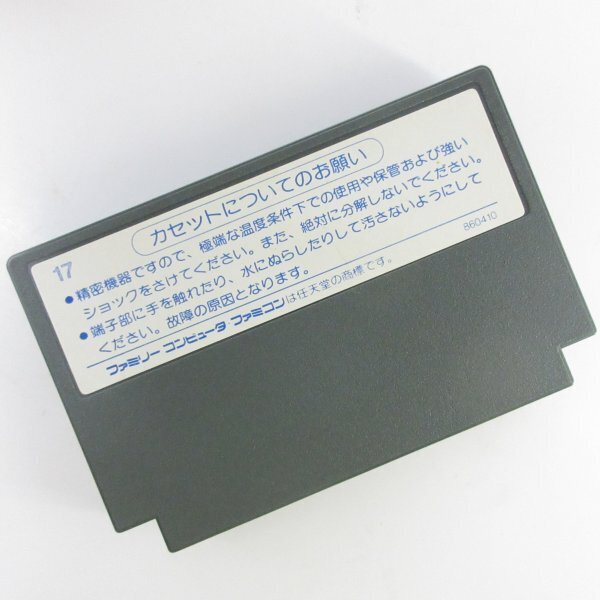 カセットについてのお願い
17
●精密機器ですので、極端な温度条件下での使用や保管および強い
ショックをさけてください。また、絶対に分解しないでください。
●端子部に手を触れたり、水にぬらしたりして汚さないようにして
ください。故障の原因となります。
860410
ファミリーコンピュータ・ファミコンは任天堂の商標です。